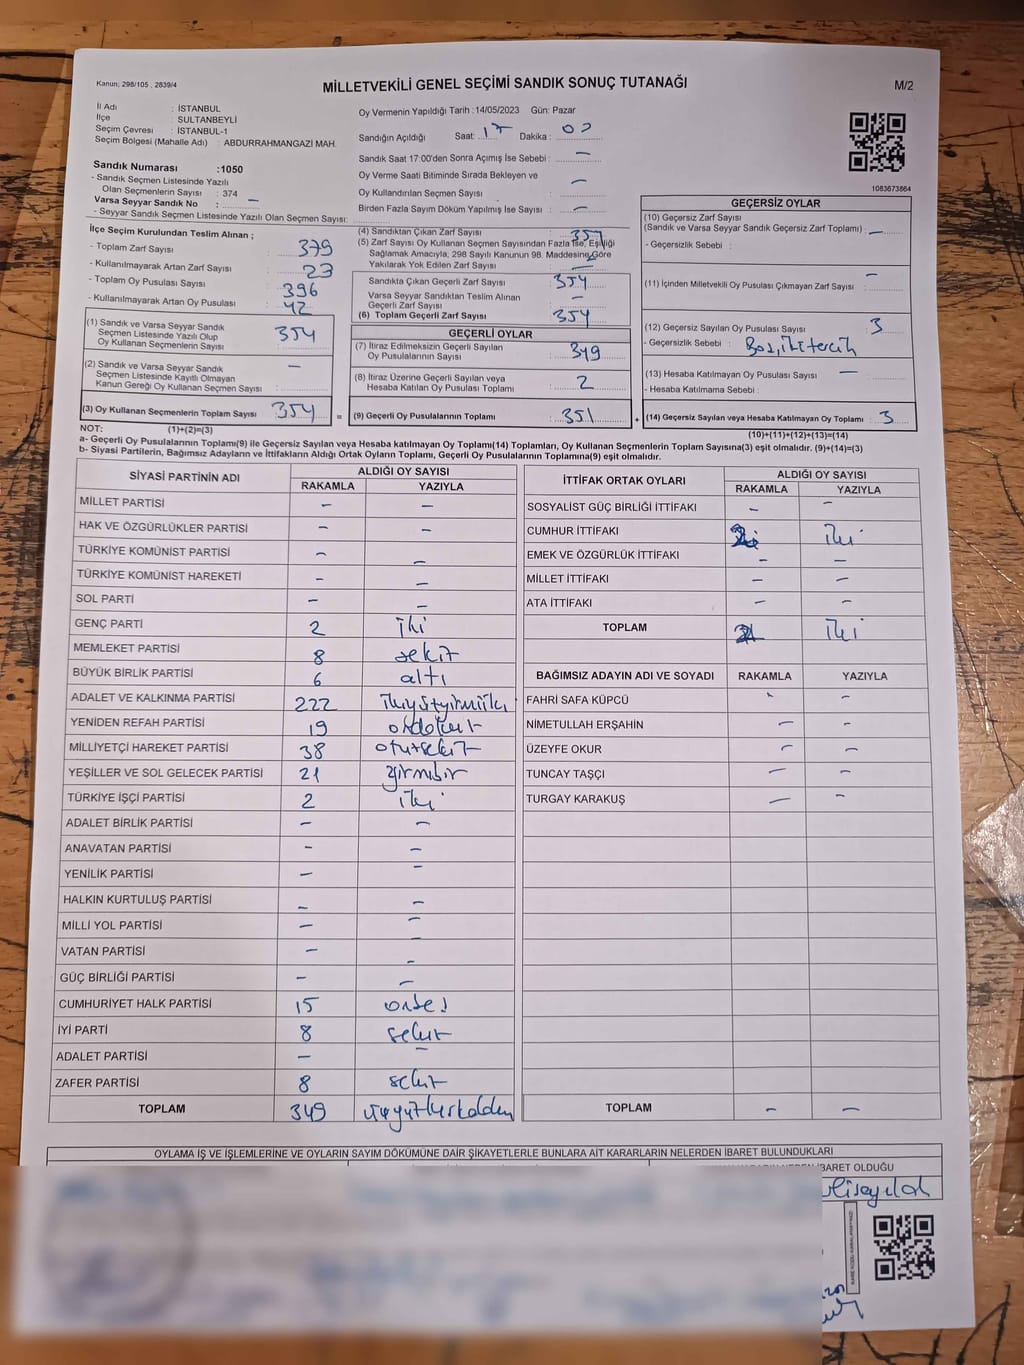 Kanun: 298/105 , 2839/4
MİLLETVEKİLİ GENEL SEÇİMİ SANDIK SONUÇ TUTANAĞI
M/2
İl Adı : İSTANBUL
İlçe : SULTANBEYLİ
Seçim Çevresi : İSTANBUL-1
Seçim Bölgesi (Mahalle Adı) : ABDURRAHMANGAZİ MAH.
Sandık Numarası :1050
- Sandık Seçmen Listesinde Yazılı
Olan Seçmenlerin Sayısı : 374
Varsa Seyyar Sandık No : -
- Seyyar Sandık Seçmen Listesinde Yazılı Olan Seçmen Sayısı:
Oy Vermenin Yapıldığı Tarih :14/05/2023 Gün: Pazar
Sandığın Açıldığı Saat: 17 Dakika :
Sandık Saat 17:00'den Sonra Açımış İse Sebebi : -
Oy Verme Saati Bitiminde Sırada Bekleyen ve
Oy Kullandırılan Seçmen Sayısı : -
Birden Fazla Sayım Döküm Yapılmış İse Sayısı : -
1083673864
İlçe Seçim Kurulundan Teslim Alınan ;
- Toplam Zarf Sayısı : 379
- Kullanılmayarak Artan Zarf Sayısı : 23
- Toplam Oy Pusulası Sayısı : 396
- Kullanılmayarak Artan Oy Pusulası : 42
(1) Sandık ve Varsa Seyyar Sandık
Seçmen Listesinde Yazılı Olup
Oy Kullanan Seçmenlerin Sayısı : 354
(2) Sandık ve Varsa Seyyar Sandık
Seçmen Listesinde Kayıtlı Olmayan
Kanun Gereği Oy Kullanan Seçmen Sayısı : -
(3) Oy Kullanan Seçmenlerin Toplam Sayısı : 354
(4) Sandıktan Çıkan Zarf Sayısı : 354
(5) Zarf Sayısı Oy Kullanan Seçmen Sayısından Fazla İse, Eşitliği
Sağlamak Amacıyla, 298 Sayılı Kanunun 98. Maddesine Göre
Yakılarak Yok Edilen Zarf Sayısı : -
Sandıkta Çıkan Geçerli Zarf Sayısı : 354
Varsa Seyyar Sandıktan Teslim Alınan
Geçerli Zarf Sayısı : -
(6) Toplam Geçerli Zarf Sayısı : 354
GEÇERLİ OYLAR
(7) İtiraz Edilmeksizin Geçerli Sayılan
Oy Pusulalarının Sayısı : 349
(8) İtiraz Üzerine Geçerli Sayılan veya
Hesaba Katılan Oy Pusulası Toplamı : 2
= (9) Geçerli Oy Pusulalarının Toplamı : 351
GEÇERSİZ OYLAR
(10) Geçersiz Zarf Sayısı
(Sandık ve Varsa Seyyar Sandık Geçersiz Zarf Toplamı) : -
- Geçersizlik Sebebi :
(11) İçinden Milletvekili Oy Pusulası Çıkmayan Zarf Sayısı : -
(12) Geçersiz Sayılan Oy Pusulası Sayısı : 3
- Geçersizlik Sebebi : Boş, iki tercih
(13) Hesaba Katılmayan Oy Pusulası Sayısı : -
- Hesaba Katılmama Sebebi :
+ (14) Geçersiz Sayılan veya Hesaba Katılmayan Oy Toplamı : 3
NOT: (1)+(2)=(3)
(10)+(11)+(12)+(13)=(14)
a- Geçerli Oy Pusulalarının Toplamı(9) ile Geçersiz Sayılan veya Hesaba katılmayan Oy Toplamı(14) Toplamları, Oy Kullanan Seçmenlerin Toplam Sayısına(3) eşit olmalıdır. (9)+(14)=(3)
b- Siyasi Partilerin, Bağımsız Adayların ve İttifakların Aldığı Ortak Oyların Toplamı, Geçerli Oy Pusulalarının Toplamına(9) eşit olmalıdır.
SİYASİ PARTİNİN ADI ALDIĞI OY SAYISI
RAKAMLA YAZIYLA
MİLLET PARTİSİ - -
HAK VE ÖZGÜRLÜKLER PARTİSİ - -
TÜRKİYE KOMÜNİST PARTİSİ - -
TÜRKİYE KOMÜNİST HAREKETİ - -
SOL PARTİ - -
GENÇ PARTİ 2 iki
MEMLEKET PARTİSİ 8 sekiz
BÜYÜK BİRLİK PARTİSİ 6 altı
ADALET VE KALKINMA PARTİSİ 222 ikiyüzyirmiiki
YENİDEN REFAH PARTİSİ 19 ondokuz
MİLLİYETÇİ HAREKET PARTİSİ 38 otuzsekiz
YEŞİLLER VE SOL GELECEK PARTİSİ 21 yirmibir
TÜRKİYE İŞÇİ PARTİSİ 2 iki
ADALET BİRLİK PARTİSİ - -
ANAVATAN PARTİSİ - -
YENİLİK PARTİSİ - -
HALKIN KURTULUŞ PARTİSİ - -
MİLLİ YOL PARTİSİ - -
VATAN PARTİSİ - -
GÜÇ BİRLİĞİ PARTİSİ - -
CUMHURİYET HALK PARTİSİ 15 onbeş
İYİ PARTİ 8 sekiz
ADALET PARTİSİ - -
ZAFER PARTİSİ 8 sekiz
TOPLAM 349 üçyüzkırkdokuz
İTTİFAK ORTAK OYLARI ALDIĞI OY SAYISI
RAKAMLA YAZIYLA
SOSYALİST GÜÇ BİRLİĞİ İTTİFAKI - -
CUMHUR İTTİFAKI 2 iki
EMEK VE ÖZGÜRLÜK İTTİFAKI - -
MİLLET İTTİFAKI - -
ATA İTTİFAKI - -
TOPLAM 2 iki
BAĞIMSIZ ADAYIN ADI VE SOYADI RAKAMLA YAZIYLA
FAHRİ SAFA KÜPCÜ - -
NİMETULLAH ERŞAHİN - -
ÜZEYFE OKUR - -
TUNCAY TAŞÇI - -
TURGAY KARAKUŞ - -
TOPLAM - -
OYLAMA İŞ VE İŞLEMLERİNE VE OYLARIN SAYIM DÖKÜMÜNE DAİR ŞİKAYETLERLE BUNLARA AİT KARARLARIN NELERDEN İBARET BULUNDUKLARI
İBARET OLDUĞU